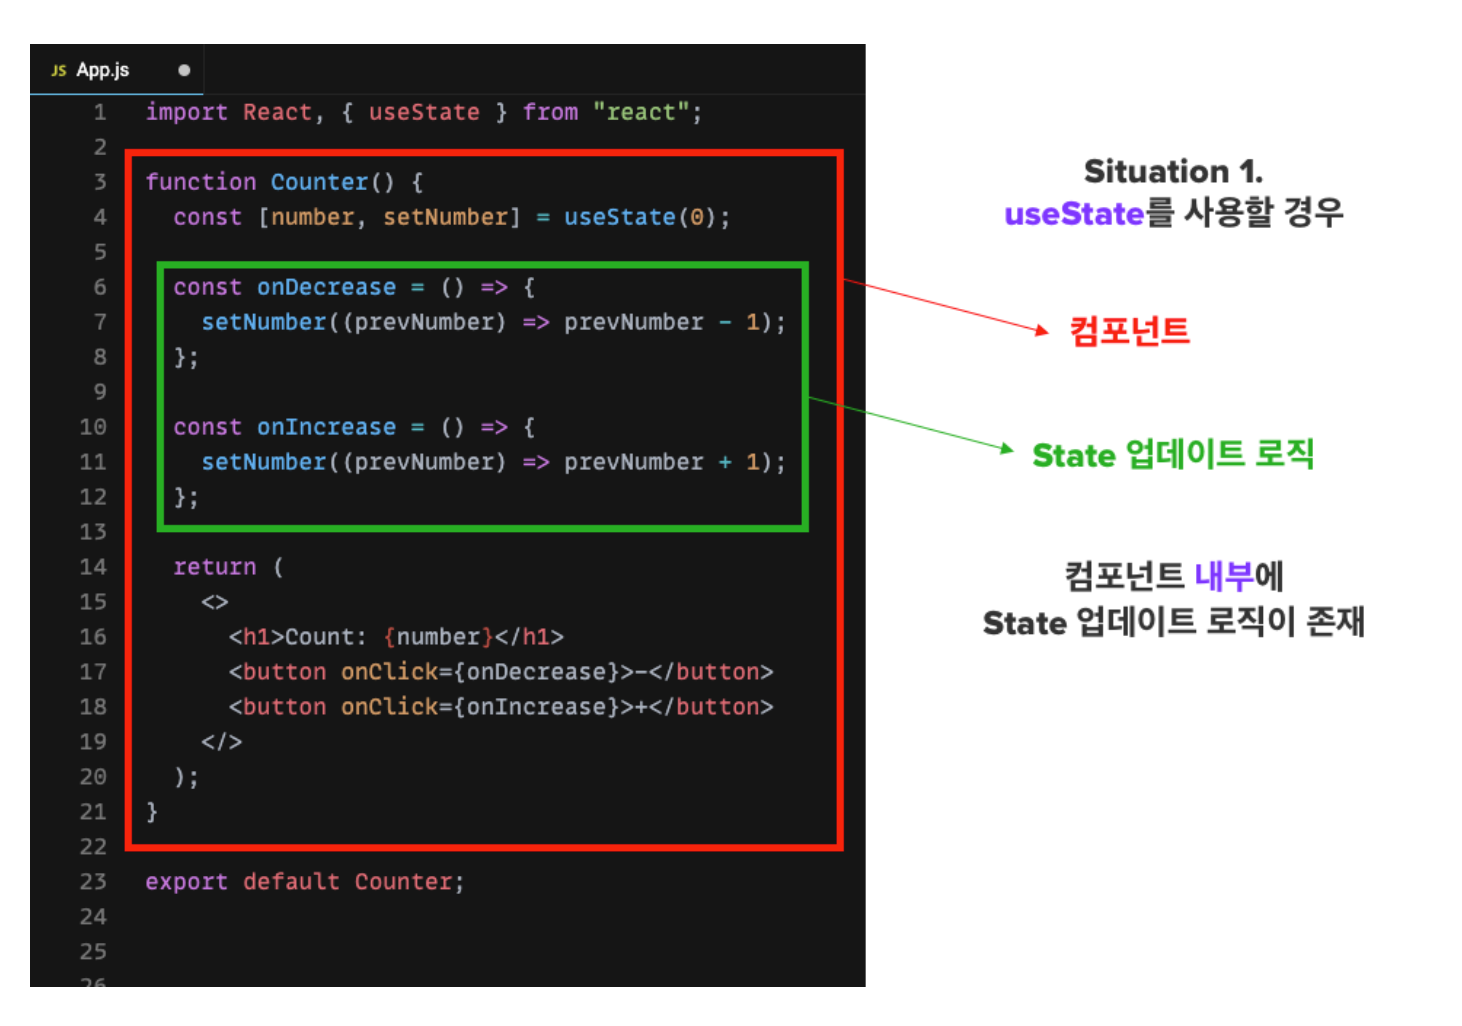 JS App.js
1 import React, { useState } from "react";
2
3 function Counter() {
4 const [number, setNumber] = useState(0);
5
6 const onDecrease = () => {
7 setNumber((prevNumber) => prevNumber - 1);
8 };
9
10 const onIncrease = () => {
11 setNumber((prevNumber) => prevNumber + 1);
12 };
13
14 return (
15 <>
16 <h1>Count: {number}</h1>
17 <button onClick={onDecrease}>-</button>
18 <button onClick={onIncrease}>+</button>
19 </>
20 );
21 }
22
23 export default Counter;
24
25
26
Situation 1.
useState를 사용할 경우
컴포넌트
State 업데이트 로직
컴포넌트 내부에
State 업데이트 로직이 존재